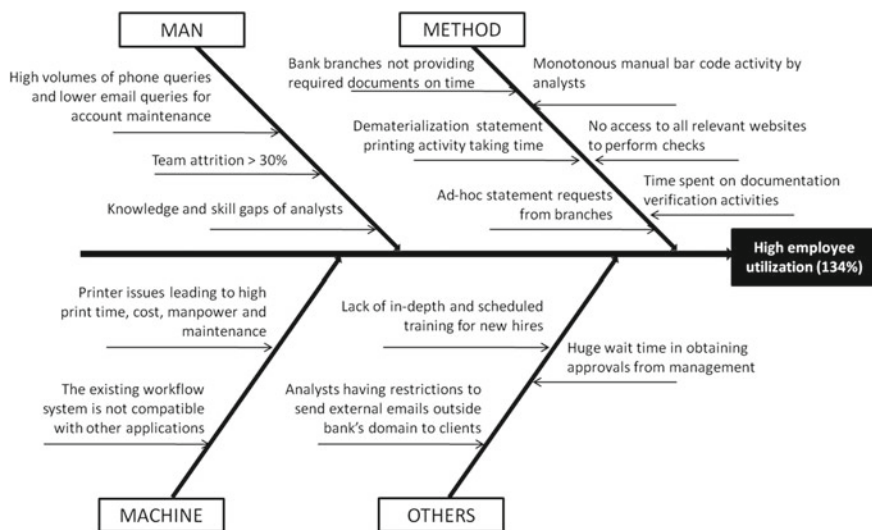 MAN
METHOD
High volumes of phone queries
and lower email queries for
account maintenance
Team attrition > 30%
Knowledge and skill gaps of analysts
Bank branches not providing
required documents on time
Dematerialization statement
printing activity taking time
Ad-hoc statement requests
from branches
Monotonous manual bar code activity by
analysts
No access to all relevant websites
to perform checks
Time spent on documentation
verification activities
High employee
utilization (134%)
Printer issues leading to high
print time, cost, manpower and
maintenance
The existing workflow
system is not compatible
with other applications
Lack of in-depth and scheduled
training for new hires
Analysts having restrictions to
send external emails outside
bank's domain to clients
Huge wait time in obtaining
approvals from management
MACHINE
OTHERS